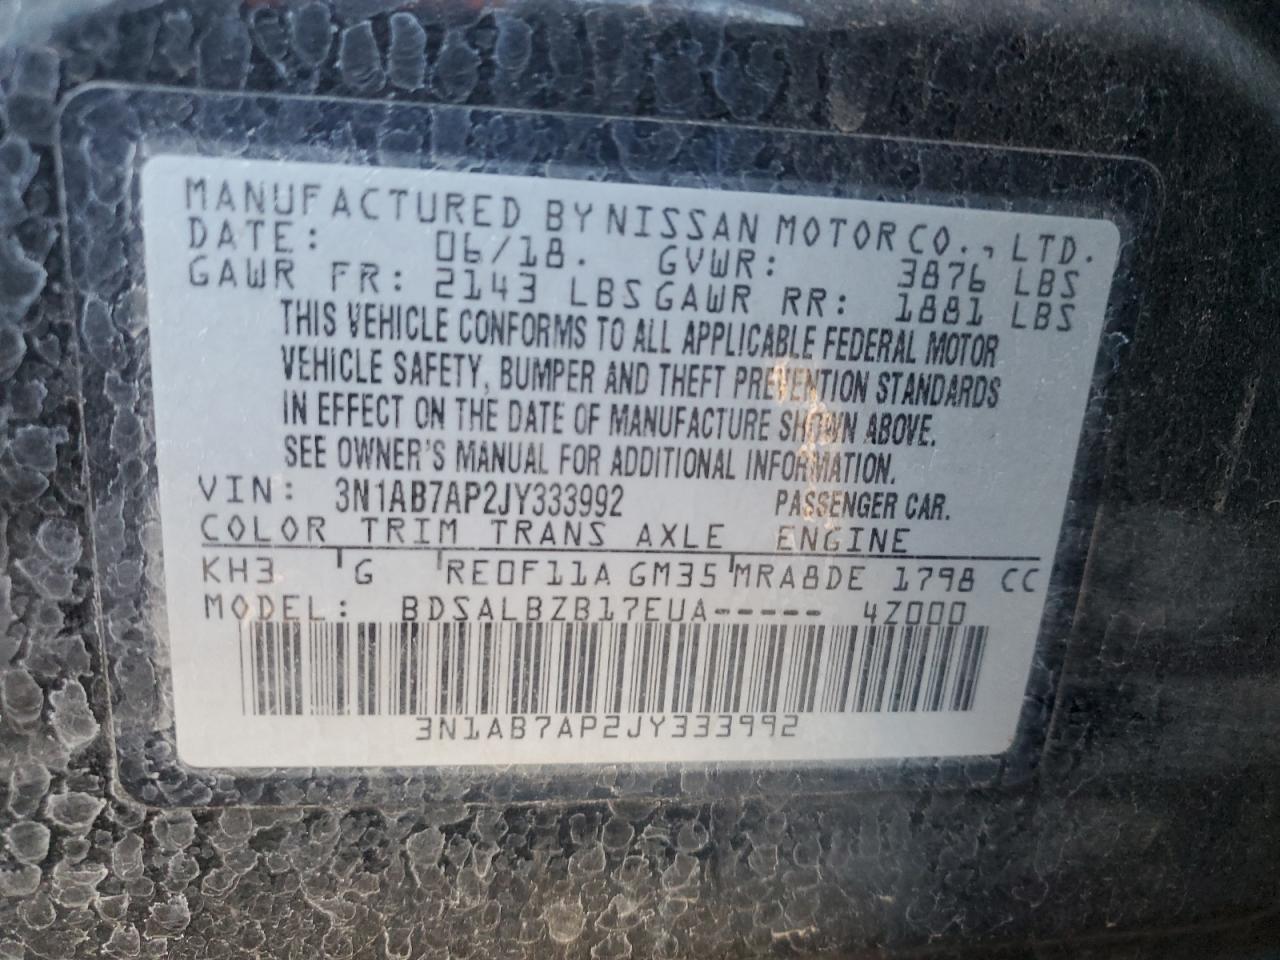 MANUFACTURED BY NISSAN MOTOR CO., LTD.
DATE: 06/18. GVWR: 3876 LBS
GAWR FR: 2143 LBS GAWR RR: 1881 LBS
THIS VEHICLE CONFORMS TO ALL APPLICABLE FEDERAL MOTOR
VEHICLE SAFETY, BUMPER AND THEFT PREVENTION STANDARDS
IN EFFECT ON THE DATE OF MANUFACTURE SHOWN ABOVE.
SEE OWNER'S MANUAL FOR ADDITIONAL INFORMATION.
VIN: 3N1AB7AP2JY333992 PASSENGER CAR.
COLOR TRIM TRANS AXLE ENGINE
KH3 G RE0F11A GM35 MRA8DE 1798 CC
MODEL: BDSALBZB17EUA----- 4Z000
3N1AB7AP2JY333992